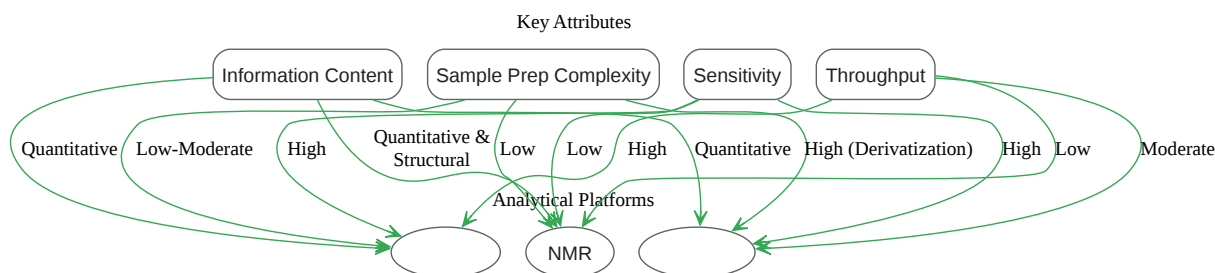 Key Attributes
Information Content
Sample Prep Complexity
Sensitivity
Throughput
Quantitative
Low-Moderate
High
Quantitative &
Structural
Low
Low
High
Quantitative
High (Derivatization)
High
Low
Moderate
Analytical Platforms
NMR